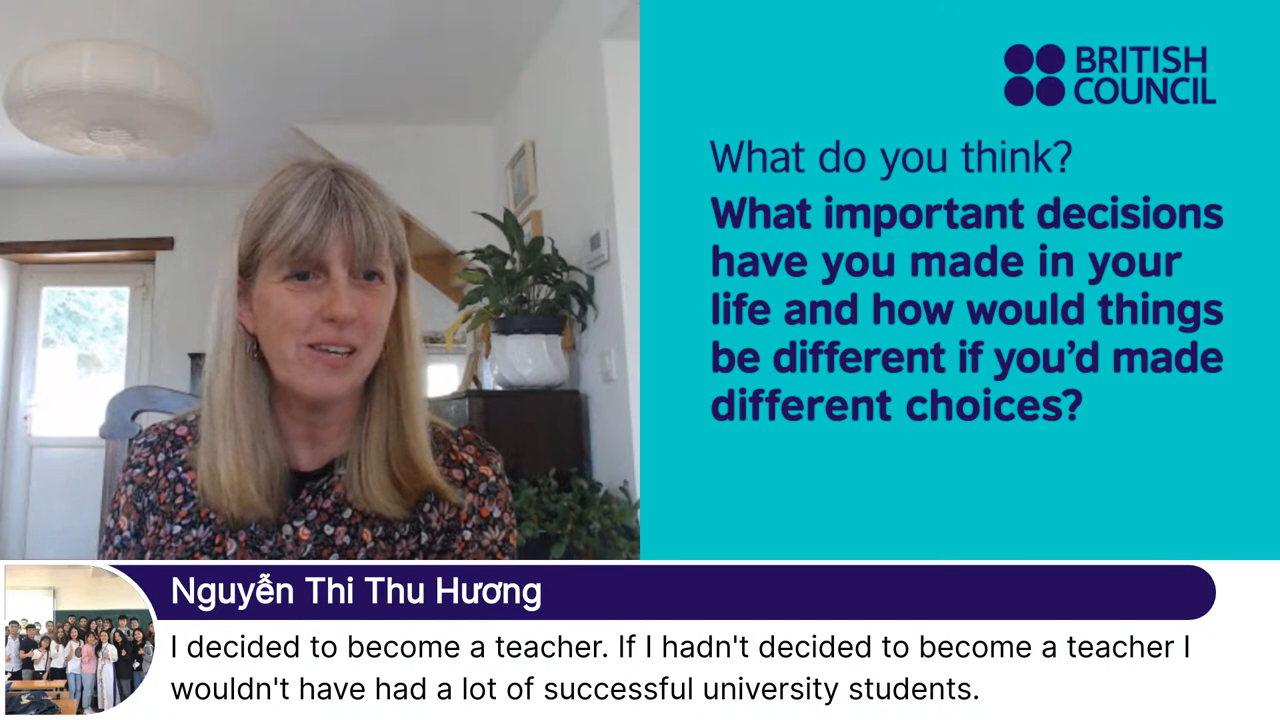 BRITISH
COUNCIL
What do you think?
What important decisions
have you made in your
life and how would things
be different if you’d made
different choices?
Nguyễn Thi Thu Hương
I decided to become a teacher. If I hadn't decided to become a teacher I
wouldn't have had a lot of successful university students.